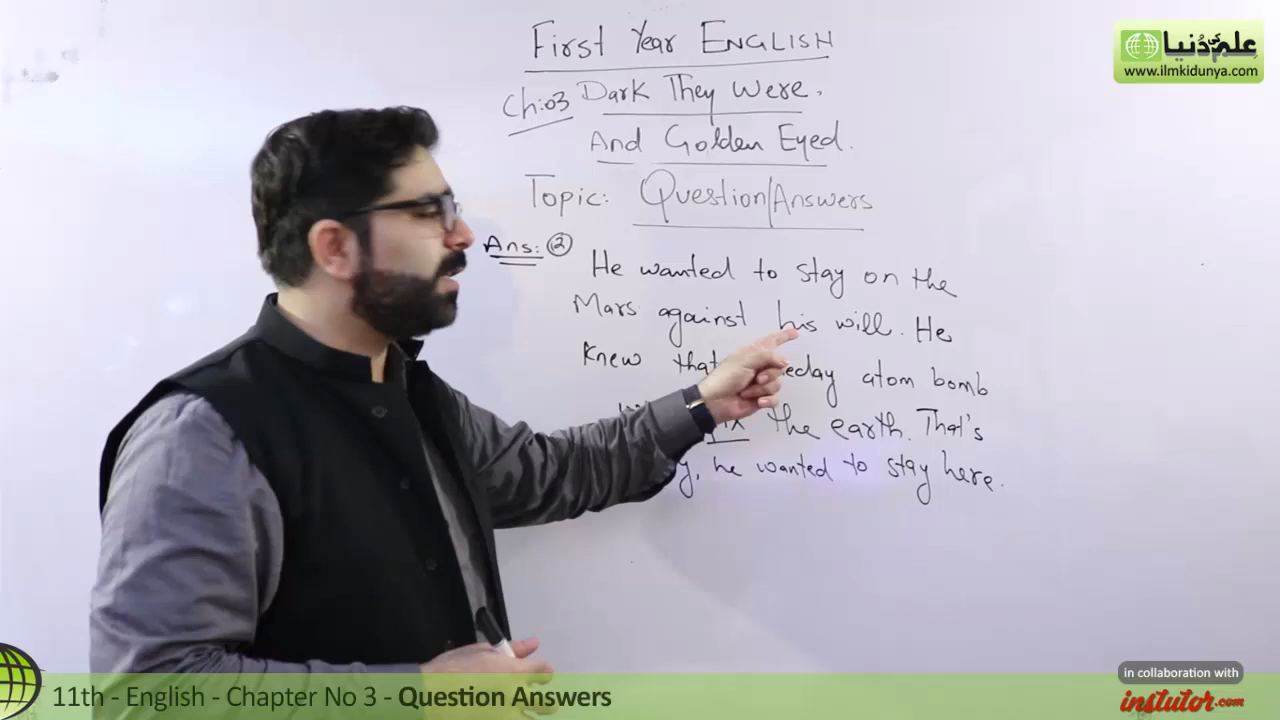 First Year ENGLISH
Ch:03 Dark They Were,
And Golden Eyed.
Topic: Question/Answers
Ans: ② He wanted to stay on the
Mars against his will. He
knew that atom bomb
the earth. That's
he wanted to stay here.
علم کی دُنیا
www.ilmkidunya.com
11th - English - Chapter No 3 - Question Answers
in collaboration with
instutor.com